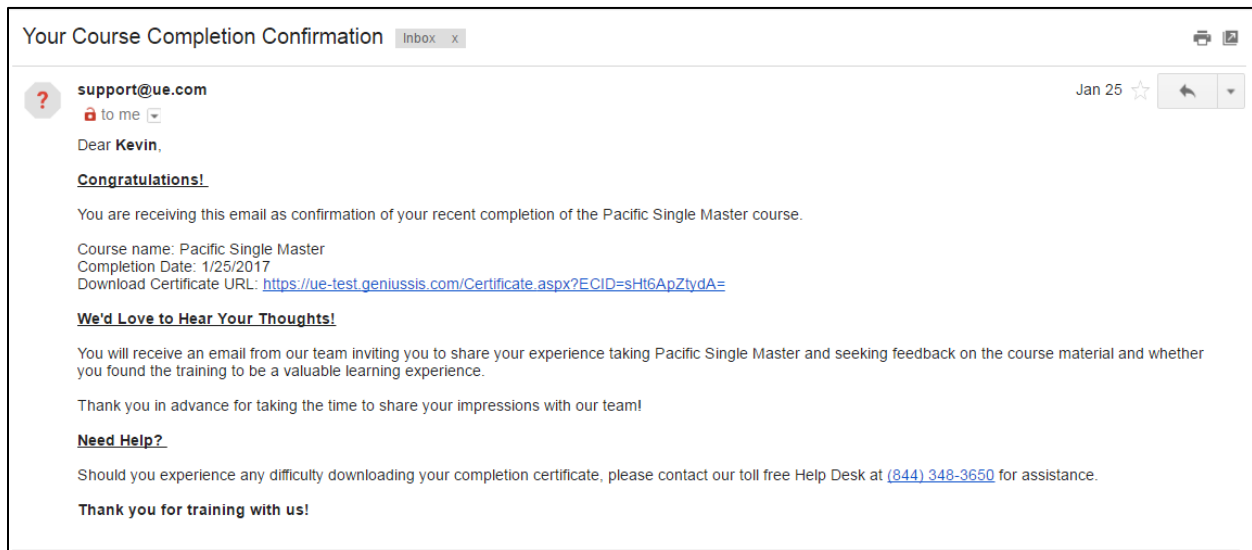 Your Course Completion Confirmation Inbox x
? support@ue.com Jan 25
to me
Dear Kevin,
Congratulations!
You are receiving this email as confirmation of your recent completion of the Pacific Single Master course.
Course name: Pacific Single Master
Completion Date: 1/25/2017
Download Certificate URL: https://ue-test.geniussis.com/Certificate.aspx?ECID=sHt6ApZtydA=
We'd Love to Hear Your Thoughts!
You will receive an email from our team inviting you to share your experience taking Pacific Single Master and seeking feedback on the course material and whether
you found the training to be a valuable learning experience.
Thank you in advance for taking the time to share your impressions with our team!
Need Help?
Should you experience any difficulty downloading your completion certificate, please contact our toll free Help Desk at (844) 348-3650 for assistance.
Thank you for training with us!